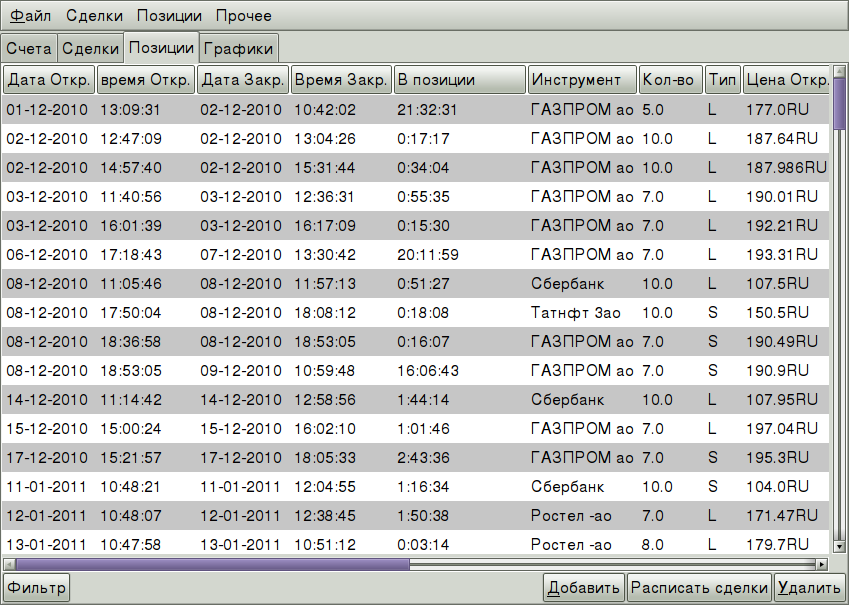 Файл Сделки Позиции Прочее
Счета Сделки Позиции Графики
Дата Откр. время Откр. Дата Закр. Время Закр. В позиции Инструмент Кол-во Тип Цена Откр.
01-12-2010 13:09:31 02-12-2010 10:42:02 21:32:31 ГАЗПРОМ ао 5.0 L 177.0RU
02-12-2010 12:47:09 02-12-2010 13:04:26 0:17:17 ГАЗПРОМ ао 10.0 L 187.64RU
02-12-2010 14:57:40 02-12-2010 15:31:44 0:34:04 ГАЗПРОМ ао 10.0 L 187.986RU
03-12-2010 11:40:56 03-12-2010 12:36:31 0:55:35 ГАЗПРОМ ао 7.0 L 190.01RU
03-12-2010 16:01:39 03-12-2010 16:17:09 0:15:30 ГАЗПРОМ ао 7.0 L 192.21RU
06-12-2010 17:18:43 07-12-2010 13:30:42 20:11:59 ГАЗПРОМ ао 7.0 L 193.31RU
08-12-2010 11:05:46 08-12-2010 11:57:13 0:51:27 Сбербанк 10.0 L 107.5RU
08-12-2010 17:50:04 08-12-2010 18:08:12 0:18:08 Татнфт 3ао 10.0 S 150.5RU
08-12-2010 18:36:58 08-12-2010 18:53:05 0:16:07 ГАЗПРОМ ао 7.0 S 190.49RU
08-12-2010 18:53:05 09-12-2010 10:59:48 16:06:43 ГАЗПРОМ ао 7.0 S 190.9RU
14-12-2010 11:14:42 14-12-2010 12:58:56 1:44:14 Сбербанк 10.0 L 107.95RU
15-12-2010 15:00:24 15-12-2010 16:02:10 1:01:46 ГАЗПРОМ ао 7.0 L 197.04RU
17-12-2010 15:21:57 17-12-2010 18:05:33 2:43:36 ГАЗПРОМ ао 7.0 S 195.3RU
11-01-2011 10:48:21 11-01-2011 12:04:55 1:16:34 Сбербанк 10.0 S 104.0RU
12-01-2011 10:48:07 12-01-2011 12:38:45 1:50:38 Ростел -ао 7.0 L 171.47RU
13-01-2011 10:47:58 13-01-2011 10:51:12 0:03:14 Ростел -ао 8.0 L 179.7RU
Фильтр Добавить Расписать сделки Удалить